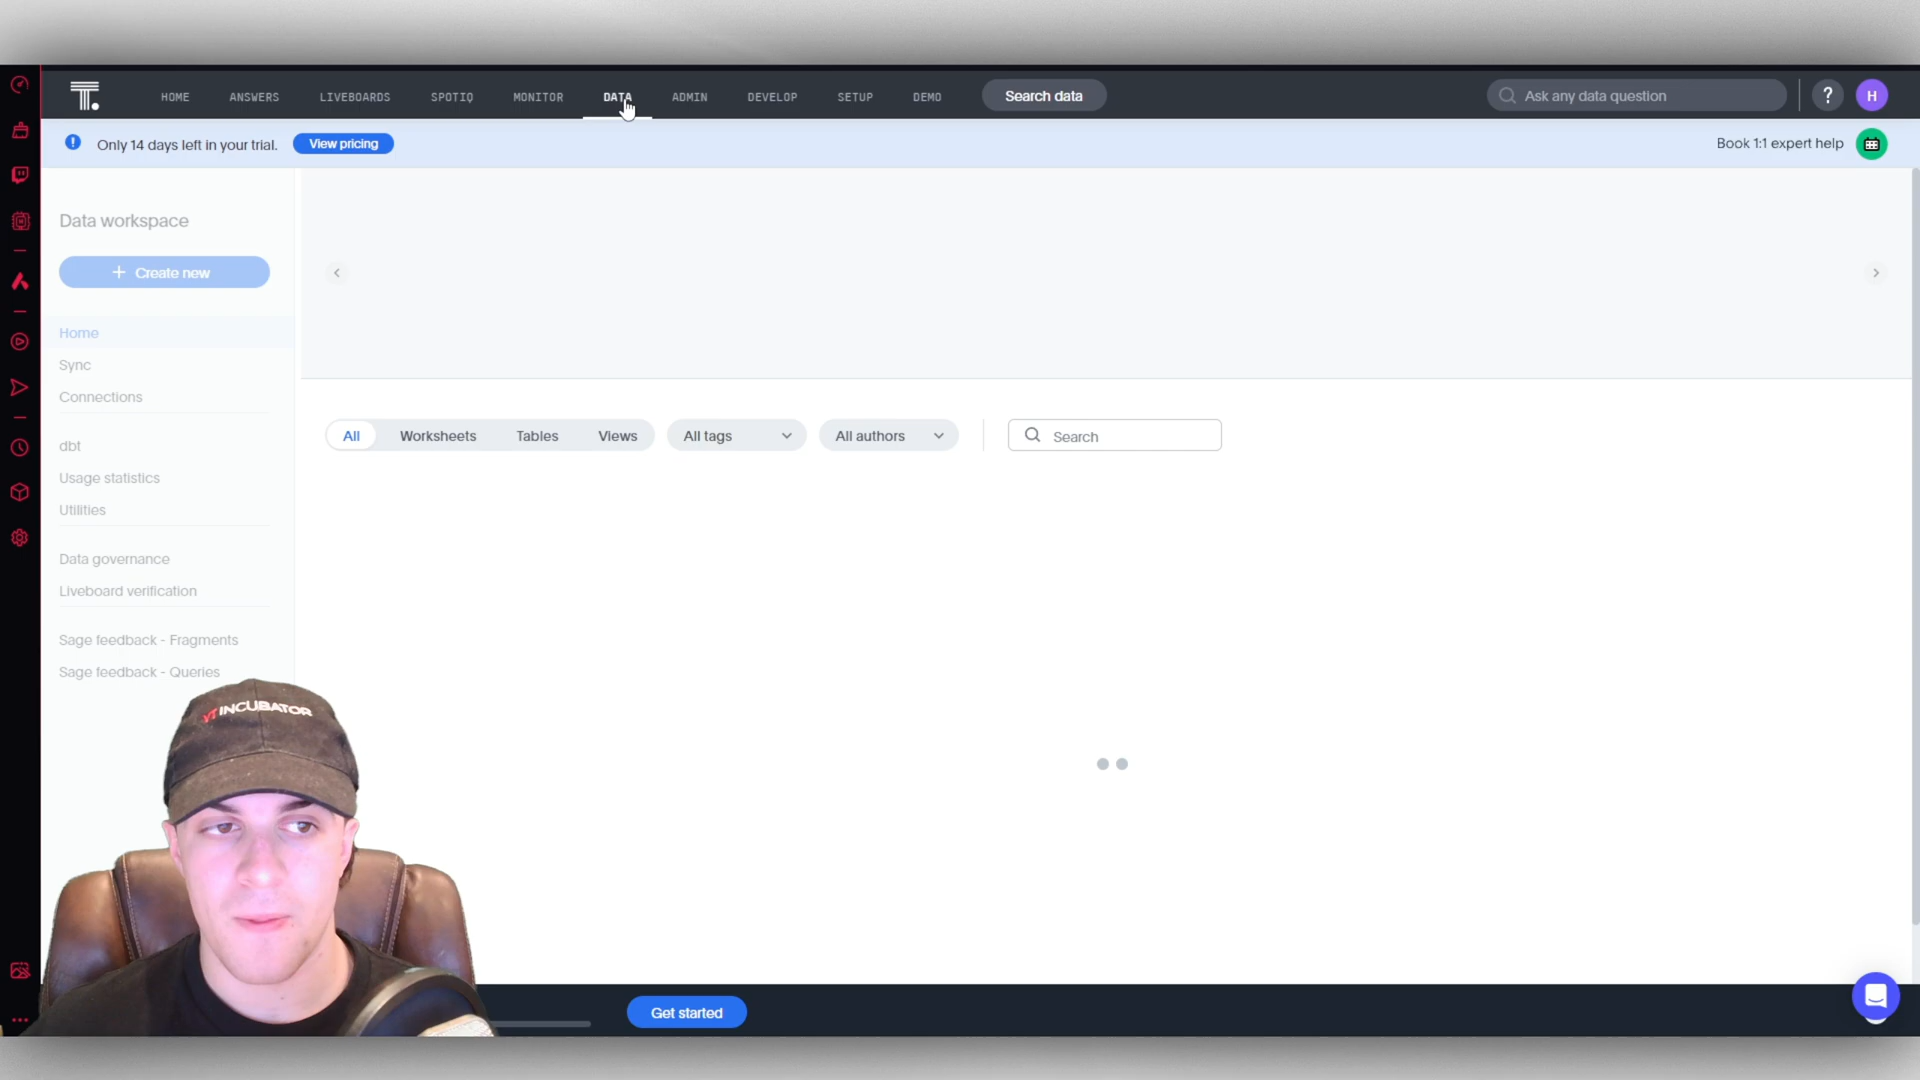 T.
HOME
ANSWERS
LIVEBOARDS
SPOTIQ
MONITOR
DATA
ADMIN
DEVELOP
SETUP
DEMO
Search data
Ask any data question
?
H
Only 14 days left in your trial.
View pricing
Book 1:1 expert help
Data workspace
+ Create new
Home
Sync
Connections
dbt
Usage statistics
Utilities
Data governance
Liveboard verification
Sage feedback - Fragments
Sage feedback - Queries
All
Worksheets
Tables
Views
All tags
All authors
Search
YT INCUBATOR
Get started